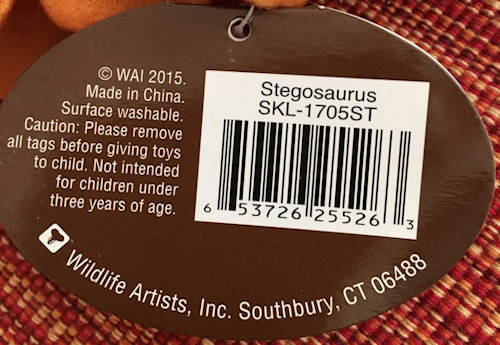 © WAI 2015.
Made in China.
Surface washable.
Caution: Please remove
all tags before giving toys
to child. Not intended
for children under
three years of age.
Stegosaurus
SKL-1705ST
6 53726 25526 3
Wildlife Artists, Inc. Southbury, CT 06488